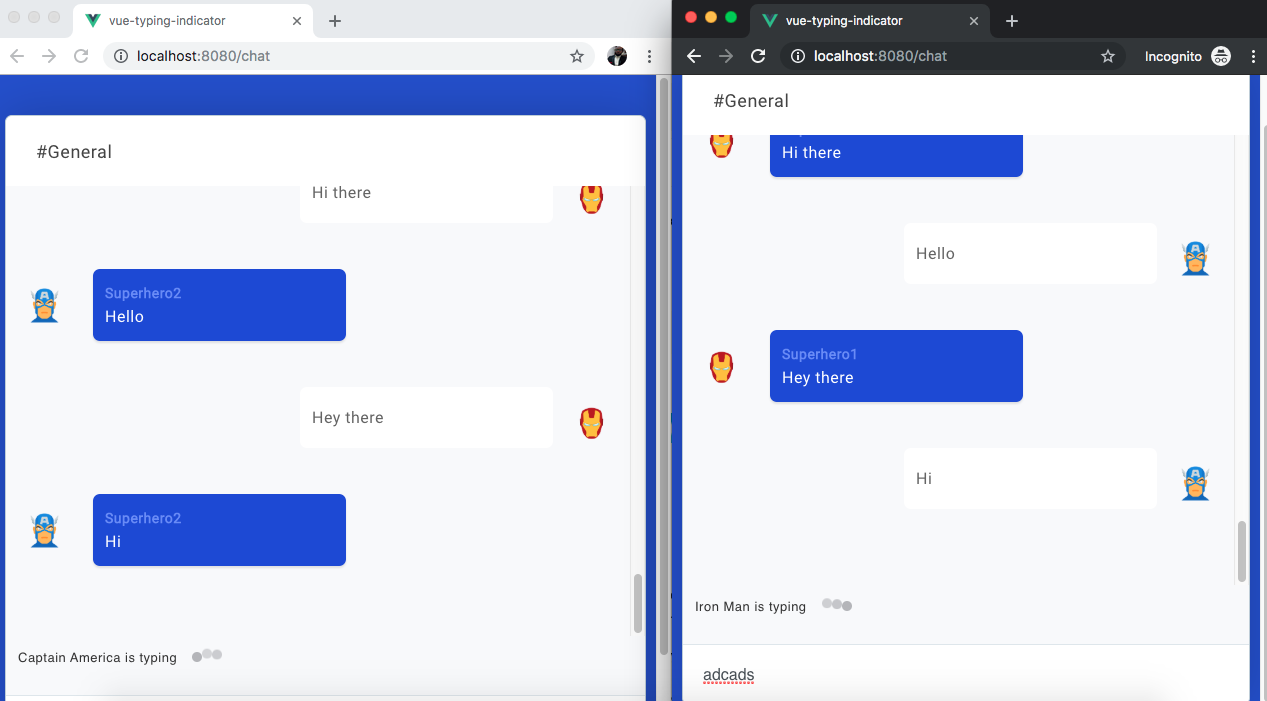 vue-typing-indicator
localhost:8080/chat
#General
Hi there
Superhero2
Hello
Hey there
Superhero2
Hi
Captain America is typing
vue-typing-indicator
localhost:8080/chat
Incognito
#General
Hi there
Hello
Superhero1
Hey there
Hi
Iron Man is typing
adcads